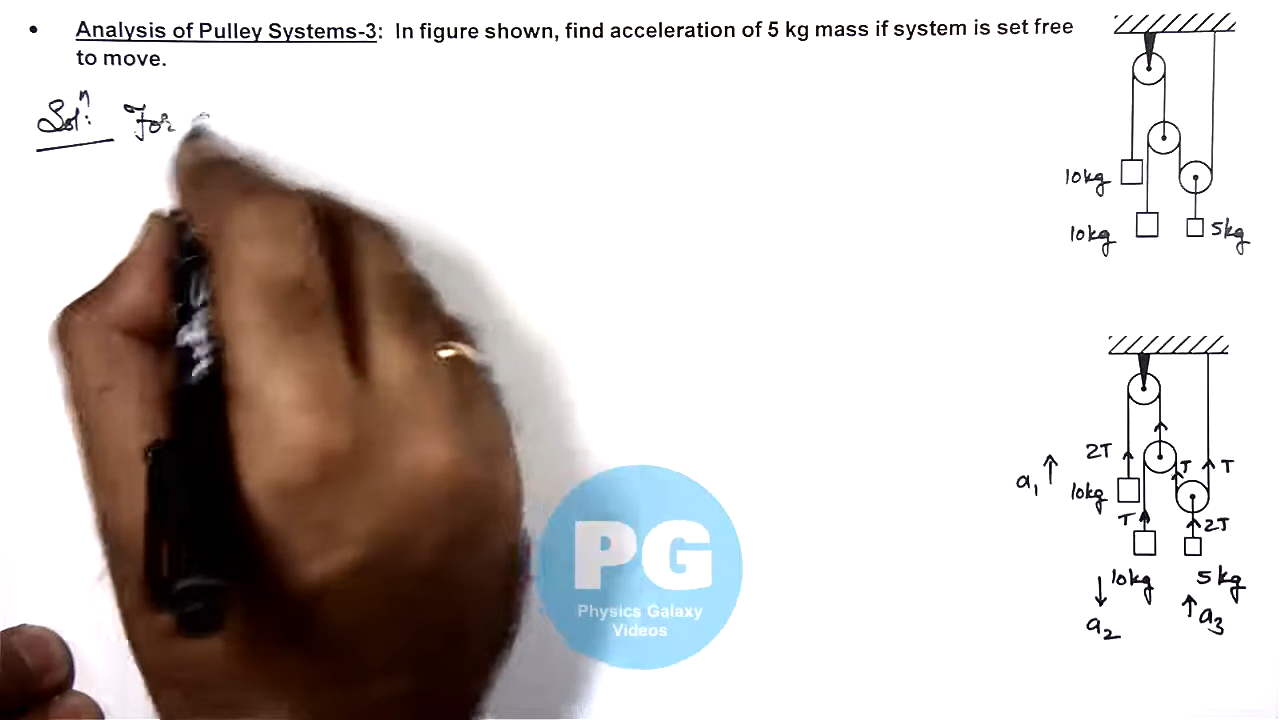 • Analysis of Pulley Systems-3: In figure shown, find acceleration of 5 kg mass if system is set free
to move.
Solⁿ: For
10kg
10kg
5kg
2T
a₁ ↑ 10kg
T
T
T
2T
10kg
5kg
↓
a₂
↑ a₃
PG
Physics Galaxy
Videos